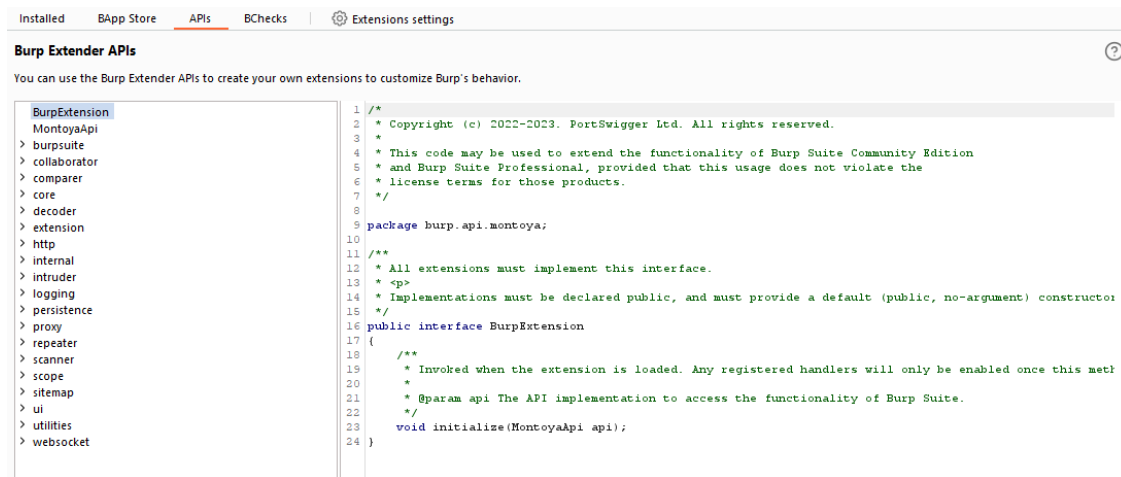 Installed BApp Store APIs BChecks Extensions settings
Burp Extender APIs
You can use the Burp Extender APIs to create your own extensions to customize Burp's behavior.
BurpExtension
MontoyaApi
> burpsuite
> collaborator
> comparer
> core
> decoder
> extension
> http
> internal
> intruder
> logging
> persistence
> proxy
> repeater
> scanner
> scope
> sitemap
> ui
> utilities
> websocket
1 /*
2  * Copyright (c) 2022-2023. PortSwigger Ltd. All rights reserved.
3  *
4  * This code may be used to extend the functionality of Burp Suite Community Edition
5  * and Burp Suite Professional, provided that this usage does not violate the
6  * license terms for those products.
7  */
8
9 package burp.api.montoya;
10
11 /**
12  * All extensions must implement this interface.
13  * <p>
14  * Implementations must be declared public, and must provide a default (public, no-argument) constructor
15  */
16 public interface BurpExtension
17 {
18     /**
19      * Invoked when the extension is loaded. Any registered handlers will only be enabled once this meth
20      *
21      * @param api The API implementation to access the functionality of Burp Suite.
22      */
23     void initialize(MontoyaApi api);
24 }